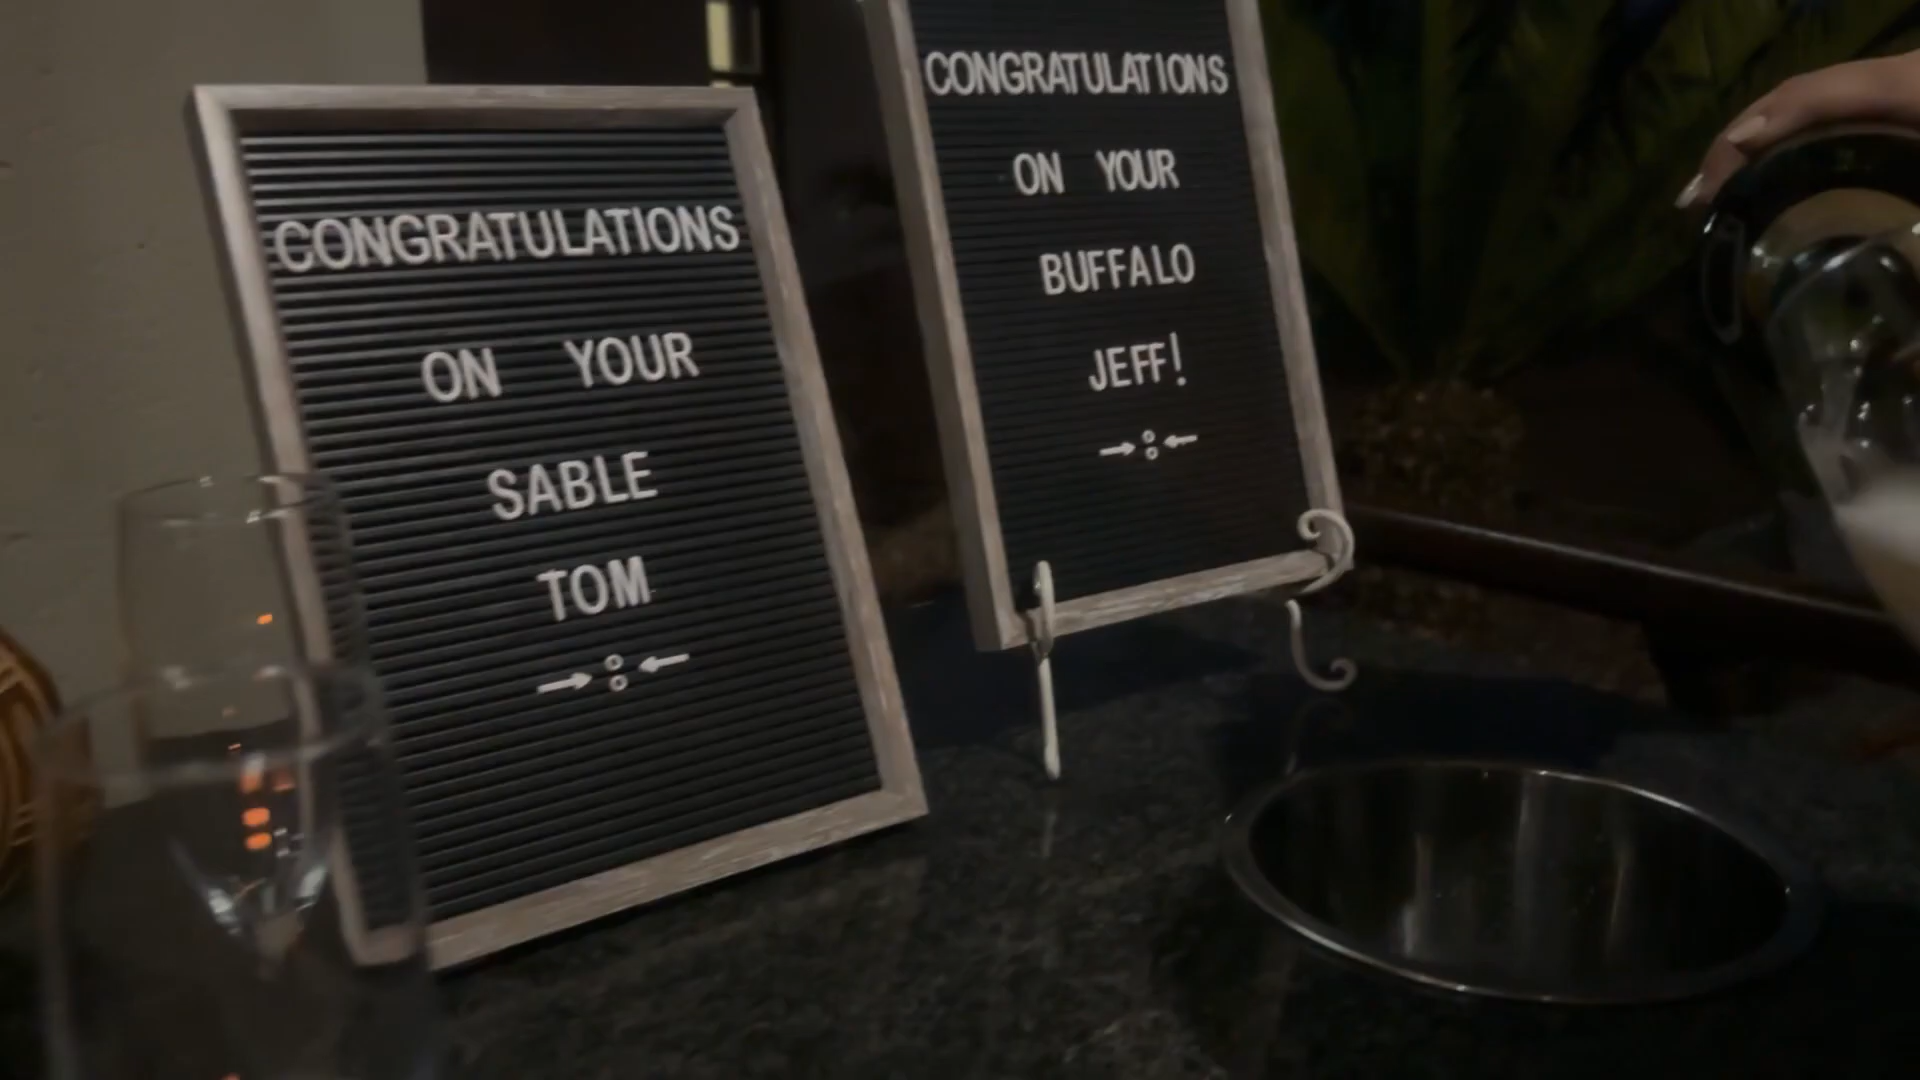 CONGRATULATIONS
ON YOUR
SABLE
TOM
CONGRATULATIONS
ON YOUR
BUFFALO
JEFF!